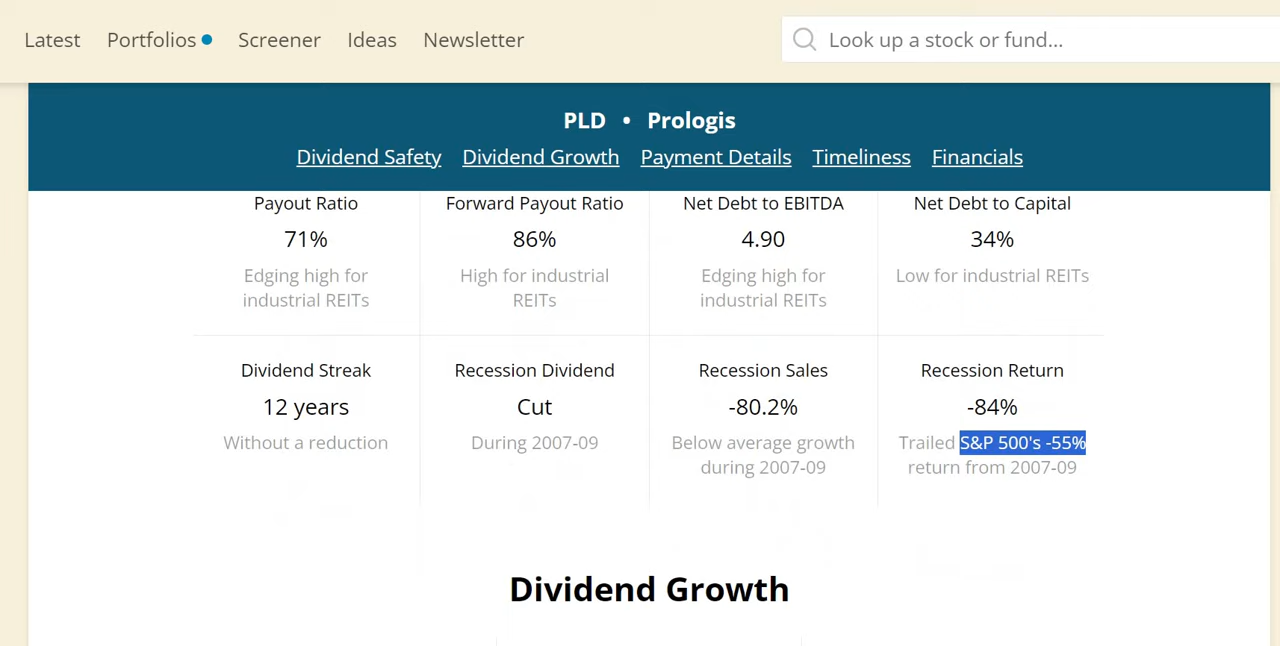 Latest Portfolios Screener Ideas Newsletter Look up a stock or fund...
PLD • Prologis
Dividend Safety Dividend Growth Payment Details Timeliness Financials
Payout Ratio
71%
Edging high for
industrial REITs
Forward Payout Ratio
86%
High for industrial
REITs
Net Debt to EBITDA
4.90
Edging high for
industrial REITs
Net Debt to Capital
34%
Low for industrial REITs
Dividend Streak
12 years
Without a reduction
Recession Dividend
Cut
During 2007-09
Recession Sales
-80.2%
Below average growth
during 2007-09
Recession Return
-84%
Trailed S&P 500's -55%
return from 2007-09
Dividend Growth